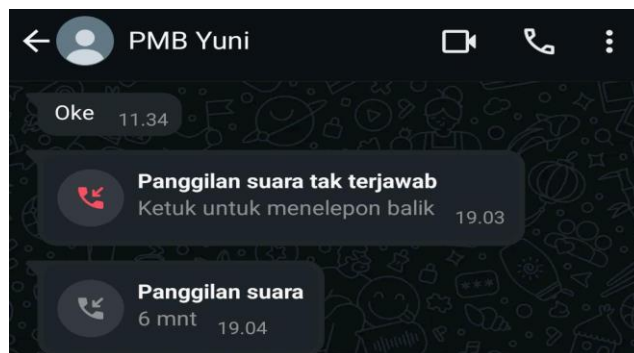 PMB Yuni
Oke 11.34
Panggilan suara tak terjawab
Ketuk untuk menelepon balik 19.03
Panggilan suara
6 mnt 19.04